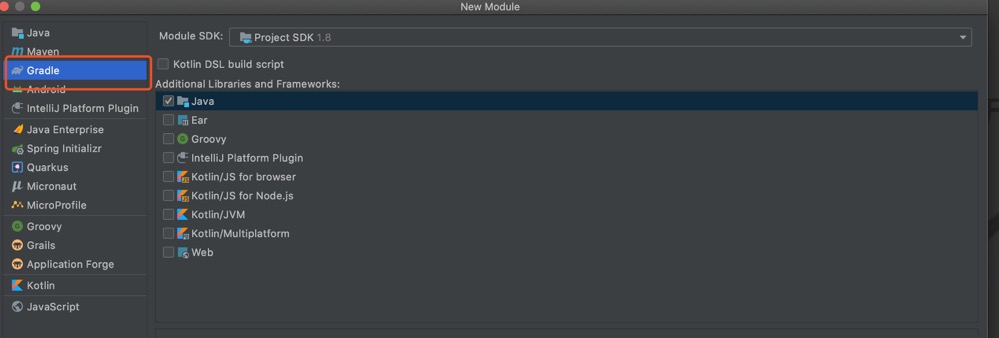 New Module
Java
Maven
Gradle
Android
IntelliJ Platform Plugin
Java Enterprise
Spring Initializr
Quarkus
Micronaut
MicroProfile
Groovy
Grails
Application Forge
Kotlin
JavaScript
Module SDK: Project SDK 1.8
Kotlin DSL build script
Additional Libraries and Frameworks:
Java
Ear
Groovy
IntelliJ Platform Plugin
Kotlin/JS for browser
Kotlin/JS for Node.js
Kotlin/JVM
Kotlin/Multiplatform
Web